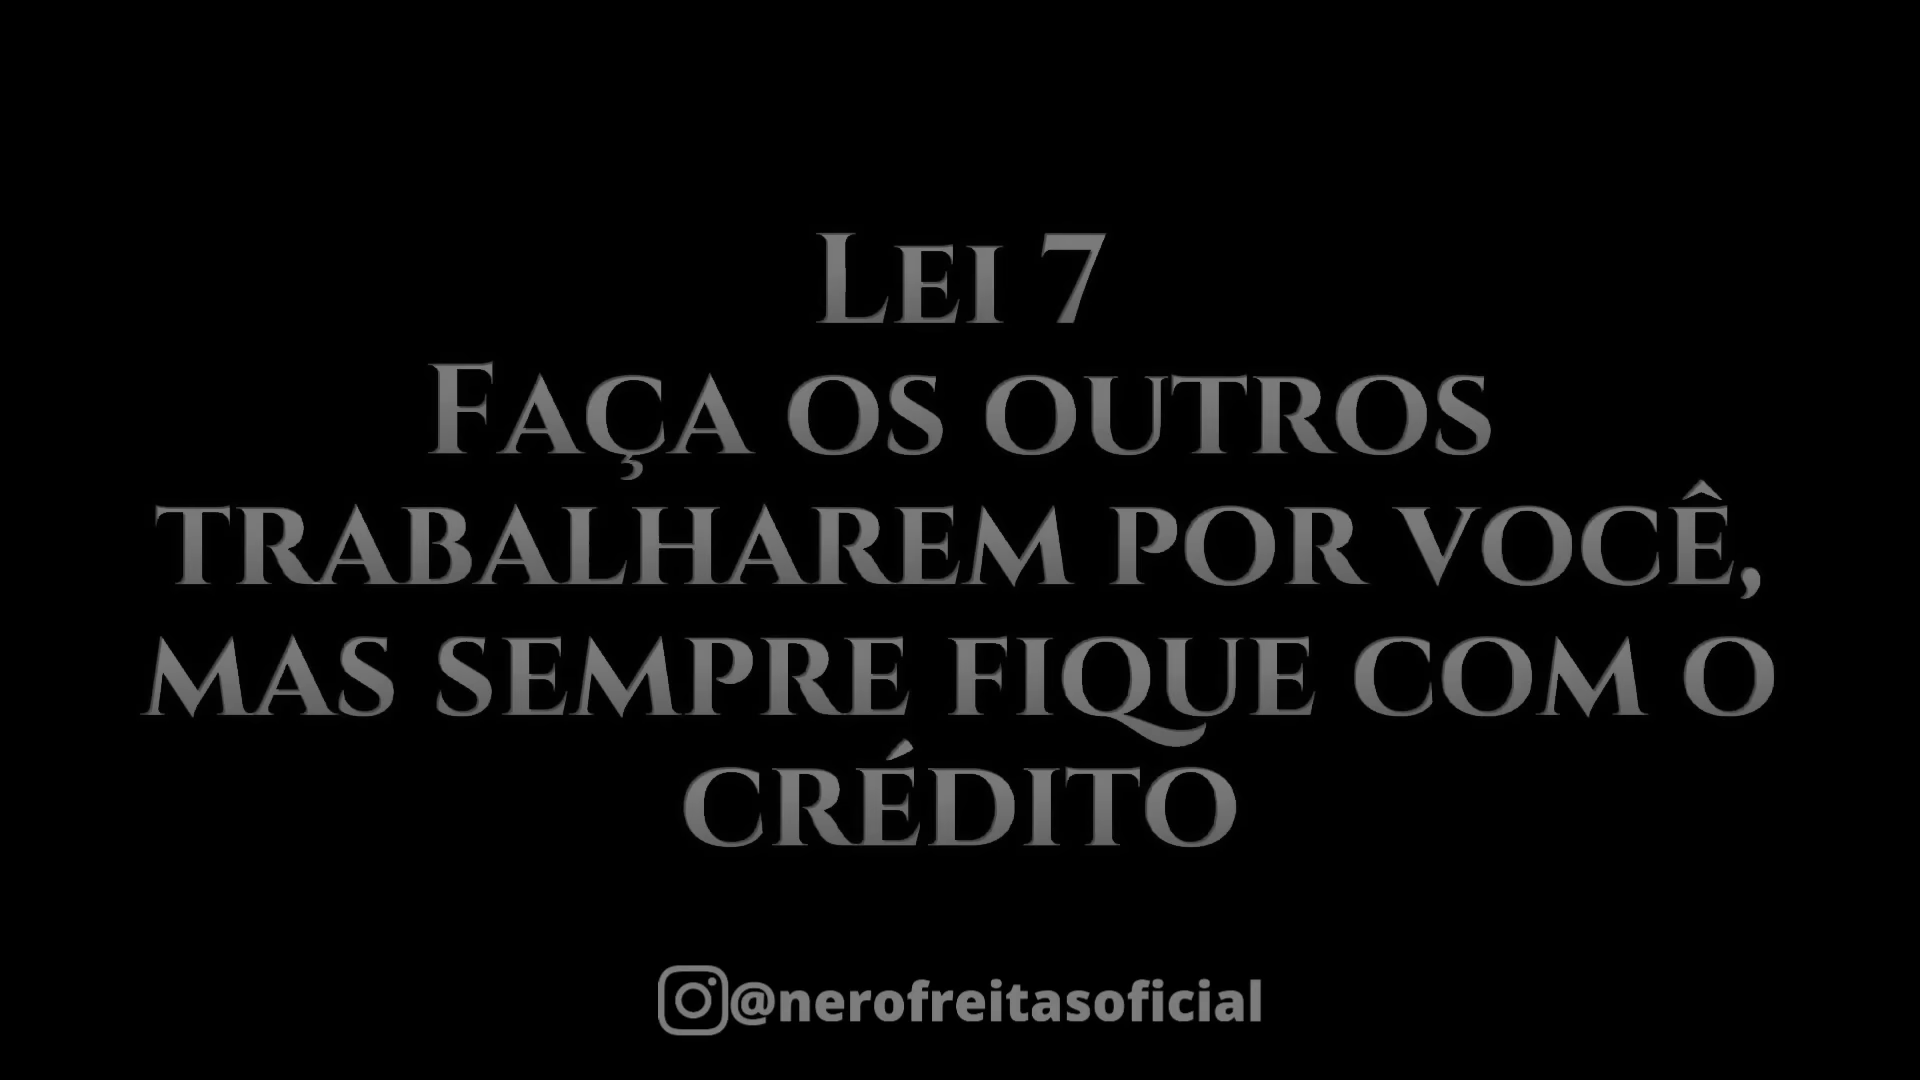 Lei 7
Faça os outros
trabalharem por você,
mas sempre fique com o
crédito
@nerofreitasoficial